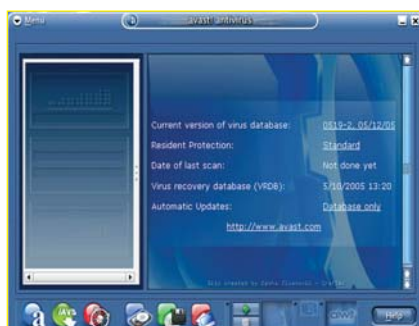 Menu
avast! antivirus
Current version of virus database: 0519-2, 05/12/05
Resident Protection: Standard
Date of last scan: Not done yet
Virus recovery database (VRDB): 5/10/2005 13:20
Automatic Updates: Database only
http://www.avast.com
iAVS
Help